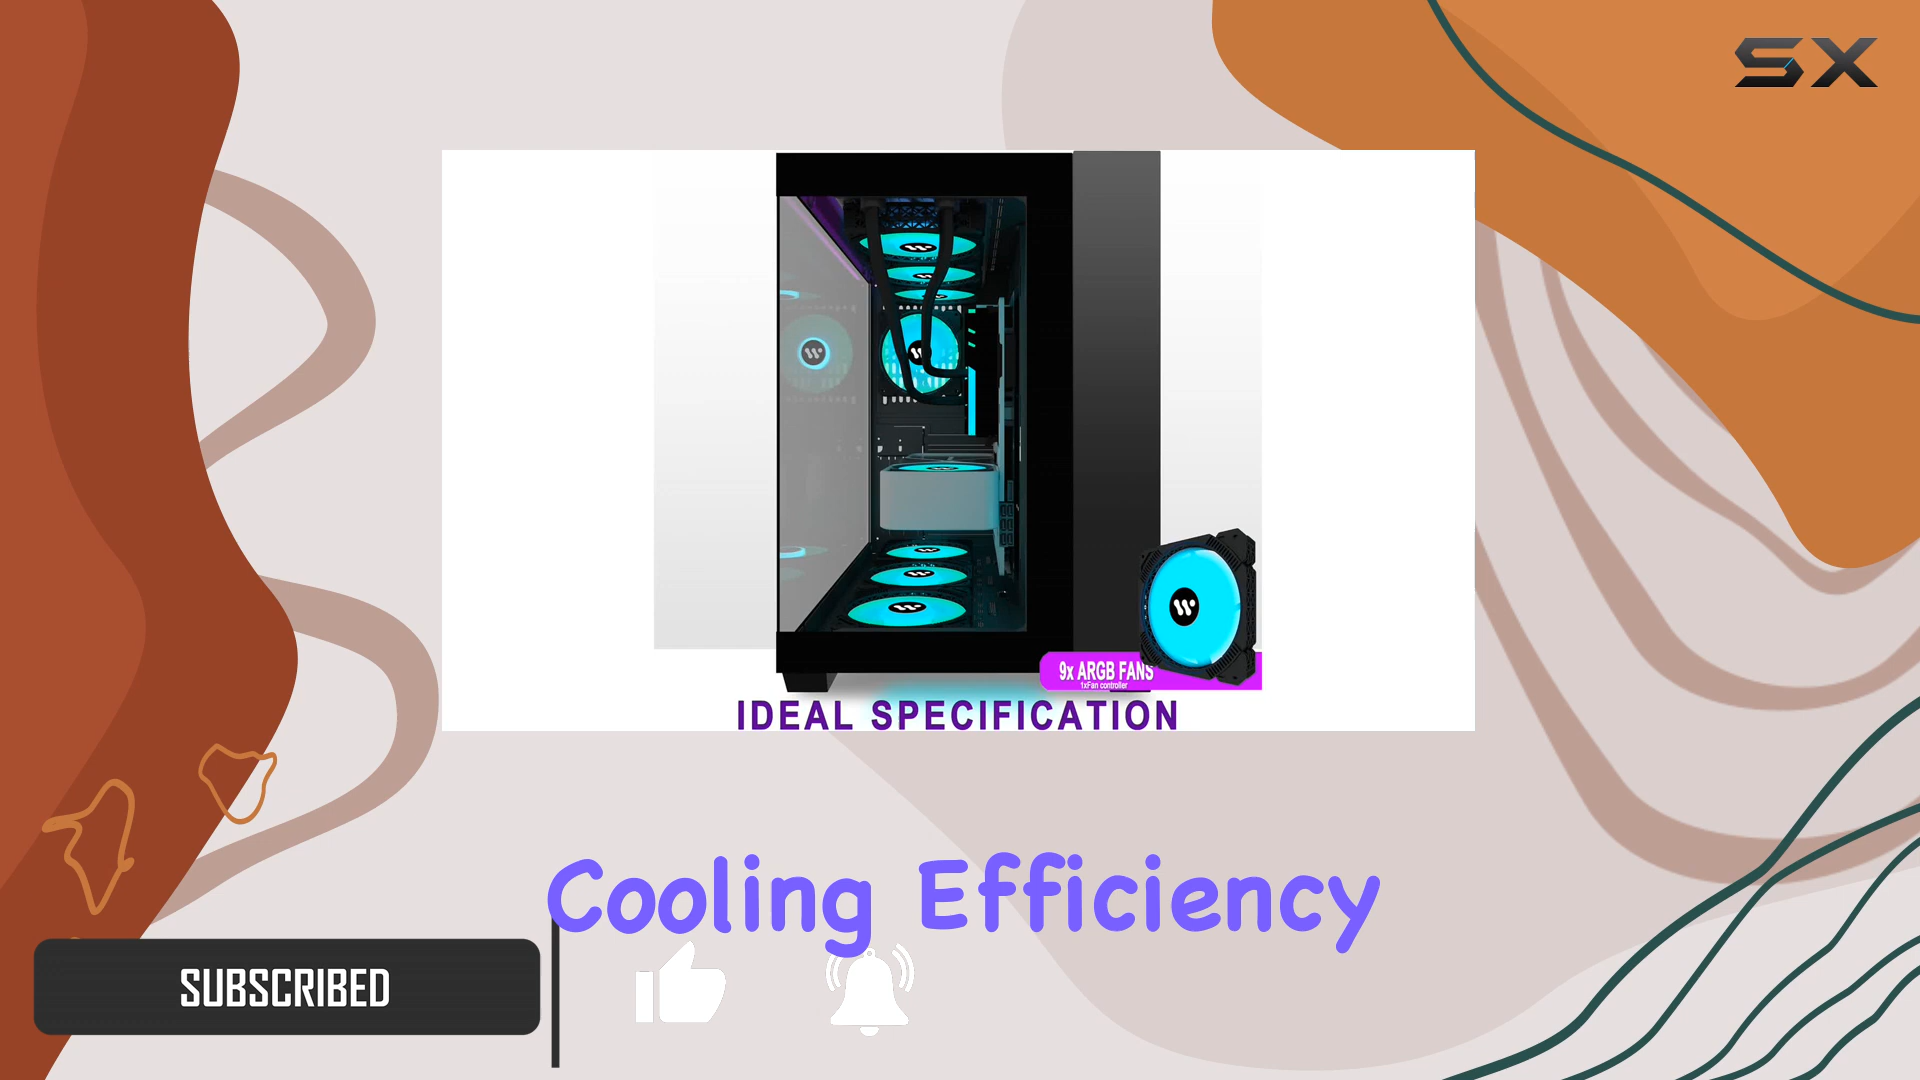 SX
9x ARGB FANS
1xFan controller
IDEAL SPECIFICATION
Cooling Efficiency
SUBSCRIBED